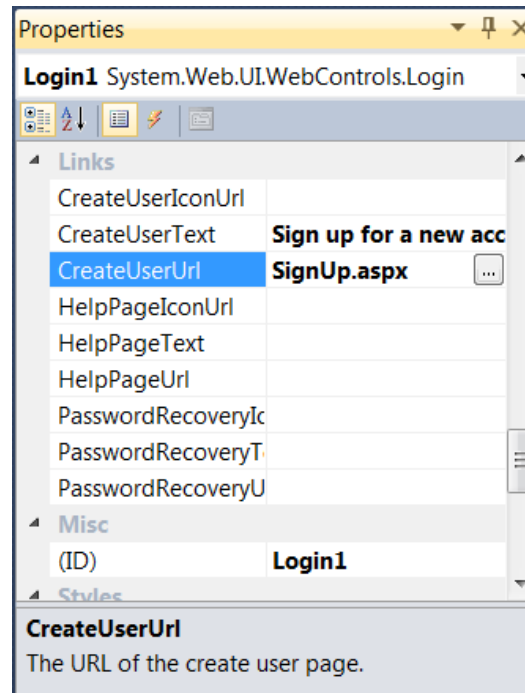 Properties
Login1 System.Web.UI.WebControls.Login
Links
CreateUserIconUrl
CreateUserText Sign up for a new acc
CreateUserUrl SignUp.aspx ...
HelpPageIconUrl
HelpPageText
HelpPageUrl
PasswordRecoveryIc
PasswordRecoveryT
PasswordRecoveryU
Misc
(ID) Login1
Styles
CreateUserUrl
The URL of the create user page.